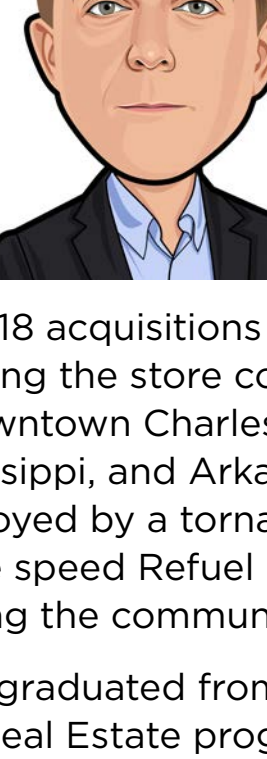 18 acquisitions
ng the store co
wntown Charles
sippi, and Arka
oyed by a torna
e speed Refuel
ng the commun
graduated from
eal Estate prog